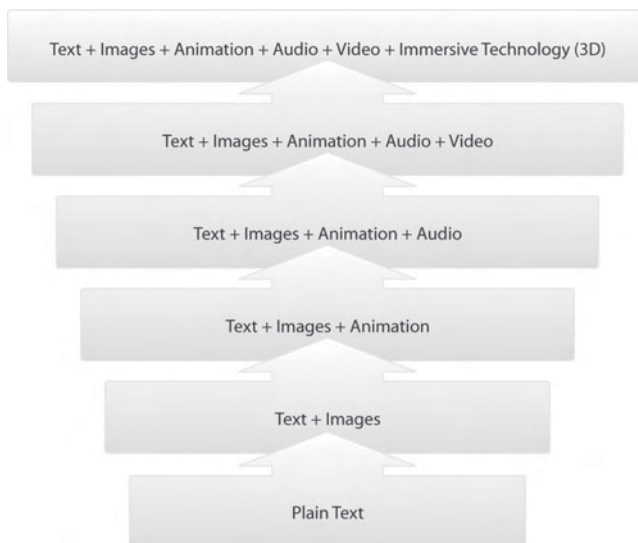 Text + Images + Animation + Audio + Video + Immersive Technology (3D)
Text + Images + Animation + Audio + Video
Text + Images + Animation + Audio
Text + Images + Animation
Text + Images
Plain Text